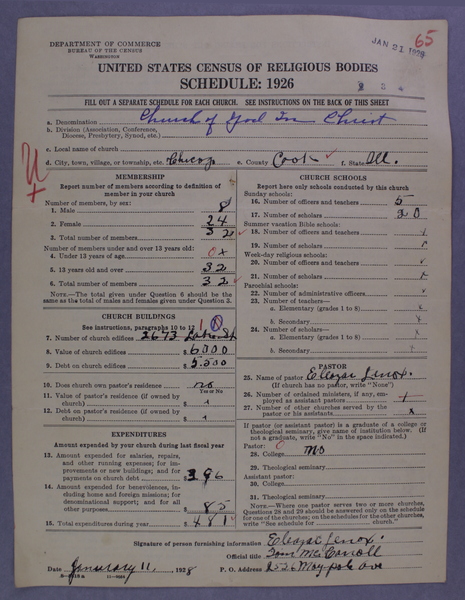 DEPARTMENT OF COMMERCE
BUREAU OF THE CENSUS
WASHINGTON
JAN 21 1928
65
UNITED STATES CENSUS OF RELIGIOUS BODIES
SCHEDULE: 1926
FILL OUT A SEPARATE SCHEDULE FOR EACH CHURCH. SEE INSTRUCTIONS ON THE BACK OF THIS SHEET
a. Denomination Church of God In Christ
b. Division (Association, Conference, Diocese, Presbytery, Synod, etc.)
c. Local name of church
d. City, town, village, or township, etc. Chicago e. County Cook f. State Ill.
MEMBERSHIP
Report number of members according to definition of member in your church
Number of members, by sex:
1. Male 8
2. Female 24
3. Total number of members 32
Number of members under and over 13 years old:
4. Under 13 years of age 0 x
5. 13 years old and over 32
6. Total number of members 32
NOTE.—The total given under Question 6 should be the same as the total of males and females given under Question 3.
CHURCH BUILDINGS
See instructions, paragraphs 10 to 12
7. Number of church edifices 2673
8. Value of church edifices $ 6000
9. Debt on church edifices $ 5.500
10. Does church own pastor's residence? no
Yes or No
11. Value of pastor's residence (if owned by church) $
12. Debt on pastor's residence (if owned by church) $
EXPENDITURES
Amount expended by your church during last fiscal year
13. Amount expended for salaries, repairs, and other running expenses; for improvements or new buildings; and for payments on church debt $ 396
14. Amount expended for benevolences, including home and foreign missions; for denominational support; and for all other purposes $ 85
15. Total expenditures during year $ 481
CHURCH SCHOOLS
Report here only schools conducted by this church
Sunday schools:
16. Number of officers and teachers 5
17. Number of scholars 20
Summer vacation Bible schools:
18. Number of officers and teachers
19. Number of scholars
Week-day religious schools:
20. Number of officers and teachers
21. Number of scholars
Parochial schools:
22. Number of administrative officers
23. Number of teachers—
a. Elementary (grades 1 to 8) x
b. Secondary x
24. Number of scholars—
a. Elementary (grades 1 to 8) x
b. Secondary x
PASTOR
25. Name of pastor Eleazar Lenox.
(If church has no pastor, write "None")
26. Number of ordained ministers, if any, employed as assistant pastors
27. Number of other churches served by the pastor or his assistants x
If pastor (or assistant pastor) is a graduate of college or theological seminary, give name of institution below. (If not a graduate, write "No" in the space indicated.)
Pastor: 0
28. College no
29. Theological seminary
Assistant pastor:
30. College
31. Theological seminary
NOTE.—Where one pastor serves two or more churches, Questions 28 and 29 should be answered only on the schedule for one of the churches; on the schedules for the other churches, write "See schedule for church."
Signature of person furnishing information Eleazar Lenox.
Official title
Date January 11, 1928 P. O. Address Maypole ave